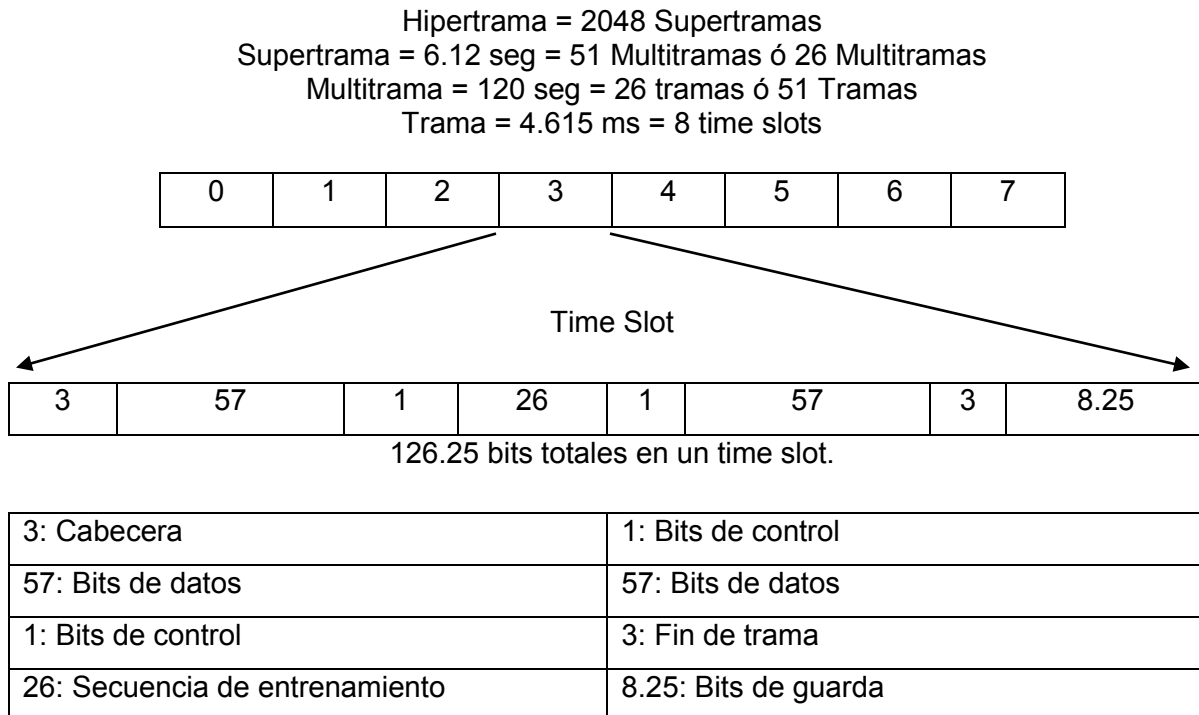 Hipertrama = 2048 Supertramas
Supertrama = 6.12 seg = 51 Multitramas ó 26 Multitramas
Multitrama = 120 seg = 26 tramas ó 51 Tramas
Trama = 4.615 ms = 8 time slots
0 1 2 3 4 5 6 7
Time Slot
3 57 1 26 1 57 3 8.25
126.25 bits totales en un time slot.
3: Cabecera 1: Bits de control
57: Bits de datos 57: Bits de datos
1: Bits de control 3: Fin de trama
26: Secuencia de entrenamiento 8.25: Bits de guarda